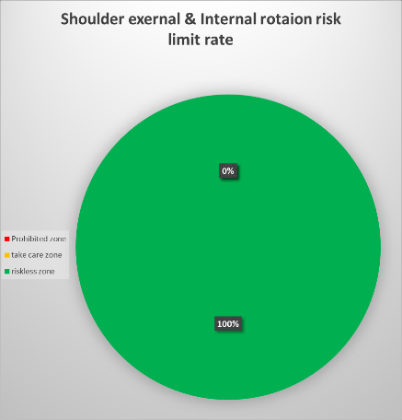 Shoulder exernal & Internal rotaion risk
limit rate
0%
Prohibited zone
take care zone
riskless zone
100%